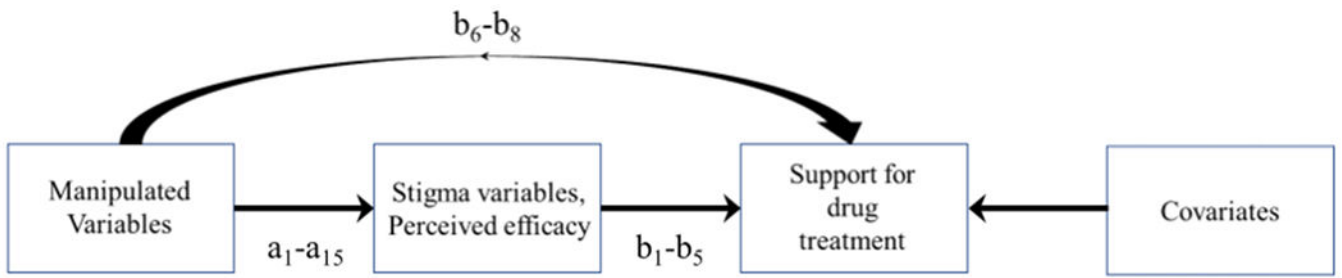 b₆-b₈
Manipulated
Variables
a₁-a₁₅
Stigma variables,
Perceived efficacy
b₁-b₅
Support for
drug
treatment
Covariates